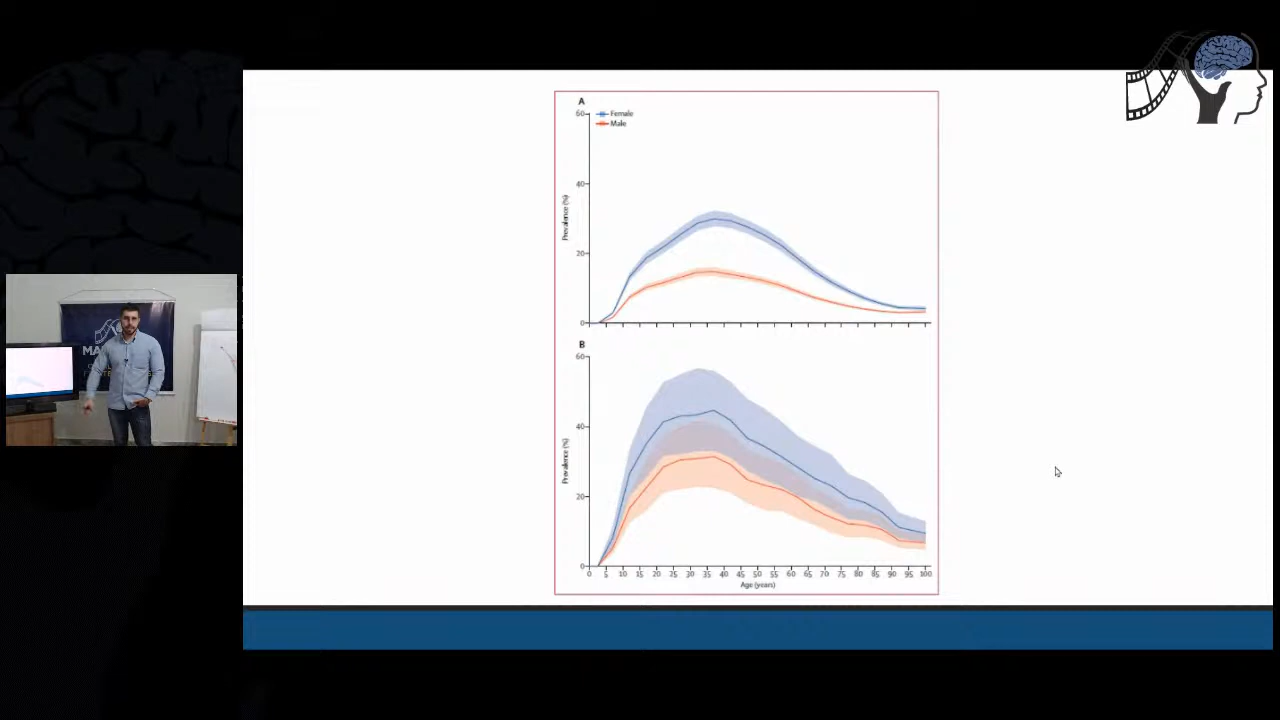 A
60
Female
Male
40
Prevalence (%)
20
0
B
60
40
Prevalence (%)
20
0
0 5 10 15 20 25 30 35 40 45 50 55 60 65 70 75 80 85 90 95 100
Age (years)